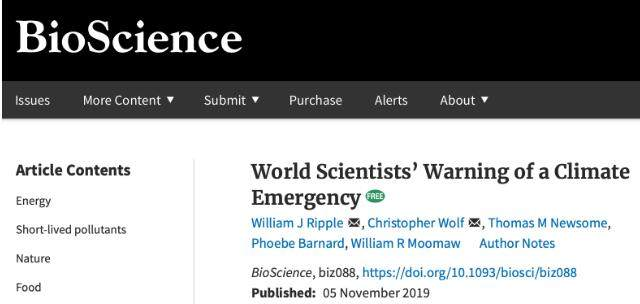 BioScience
Issues More Content ▼ Submit ▼ Purchase Alerts About ▼
Article Contents
Energy
Short-lived pollutants
Nature
Food
World Scientists’ Warning of a Climate
Emergency FREE
William J Ripple ✉, Christopher Wolf ✉, Thomas M Newsome,
Phoebe Barnard, William R Moomaw Author Notes
BioScience, biz088, https://doi.org/10.1093/biosci/biz088
Published: 05 November 2019